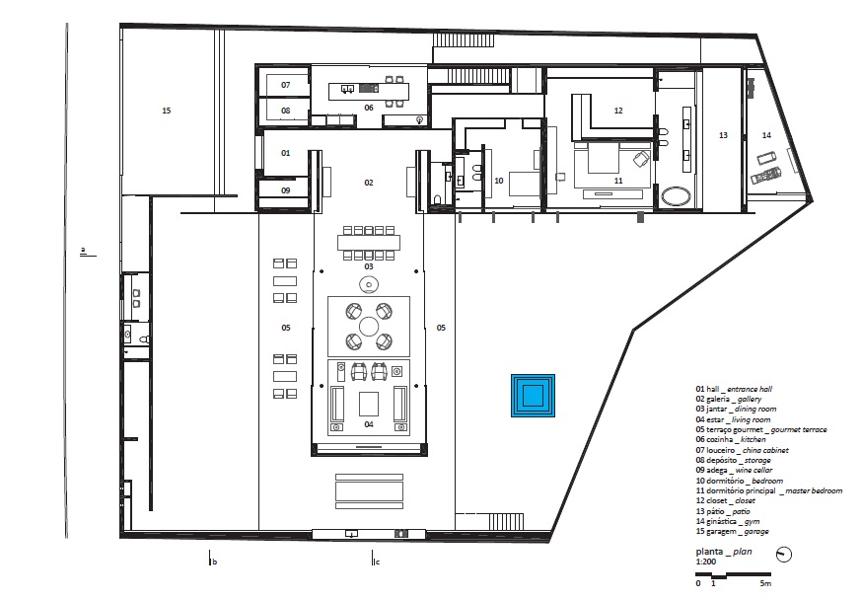 15
07
08
06
12
13
14
01
02
09
10
11
03
05
05
04
a
b
c
01 hall _ entrance hall
02 galeria _ gallery
03 jantar _ dining room
04 estar _ living room
05 terraço gourmet _ gourmet terrace
06 cozinha _ kitchen
07 louceiro _ china cabinet
08 depósito _ storage
09 adega _ wine cellar
10 dormitório _ bedroom
11 dormitório principal _ master bedroom
12 closet _ closet
13 pátio _ patio
14 ginástica _ gym
15 garagem _ garage
planta _ plan
1:200
0 1 5m